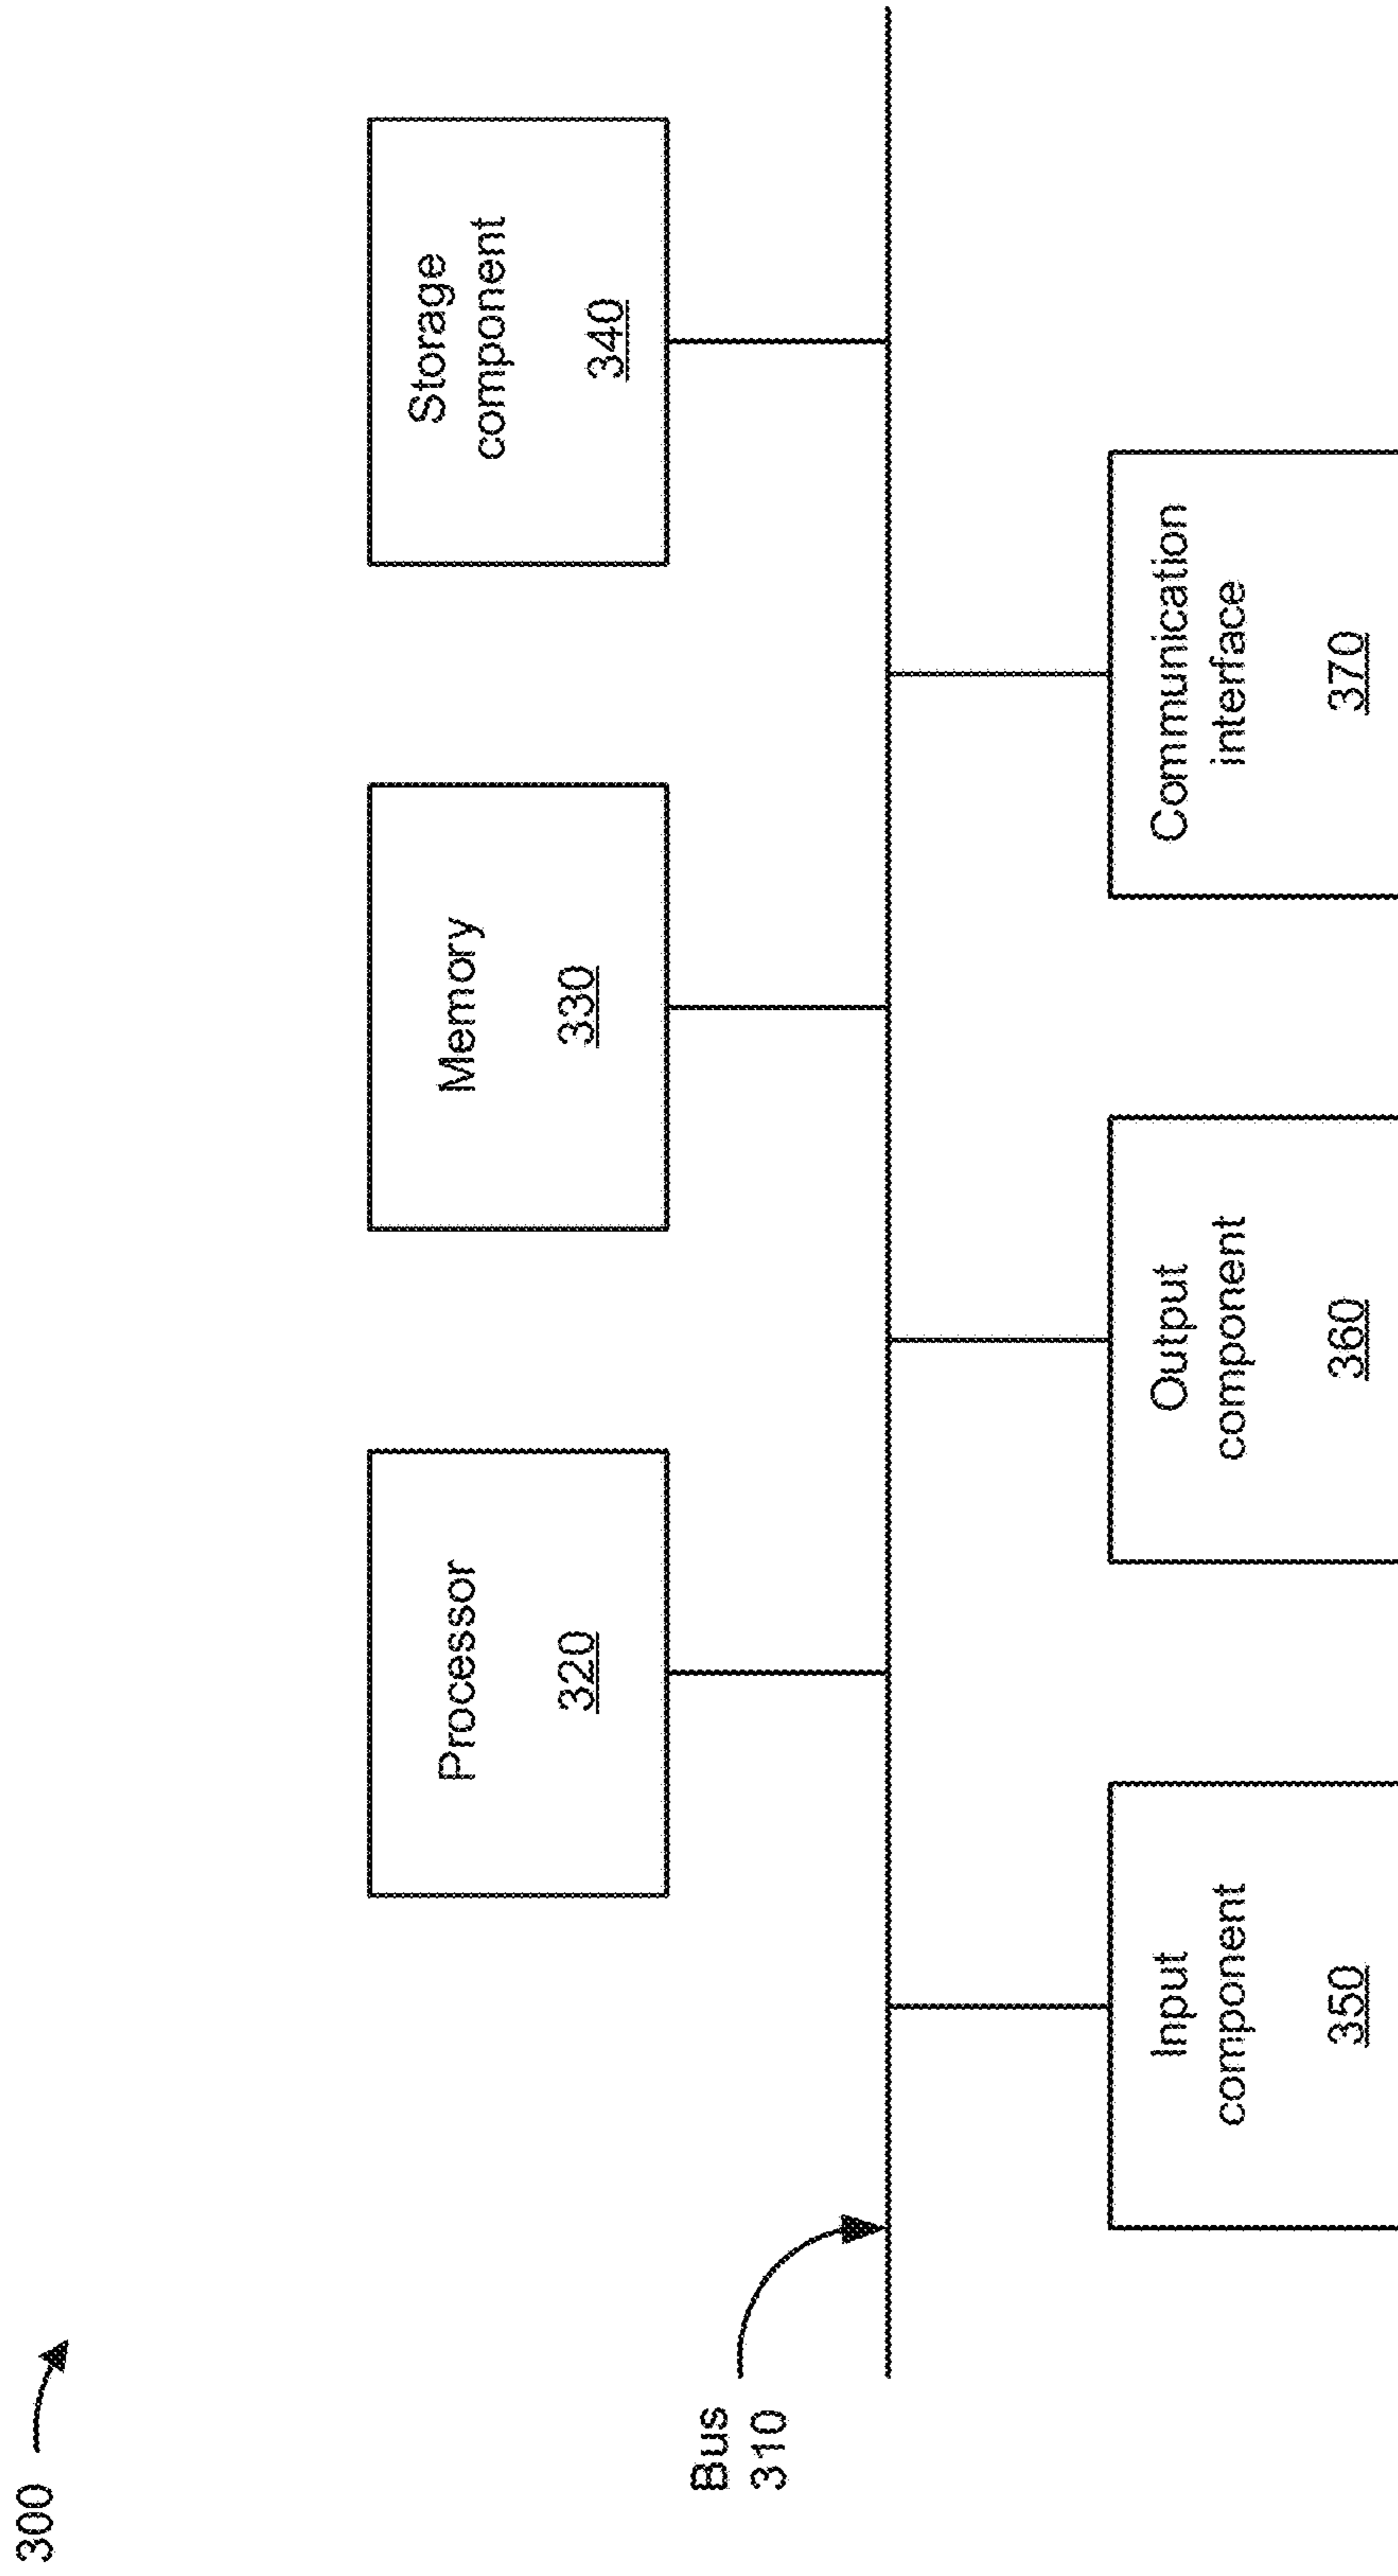 300
Bus
310
Processor
320
Memory
330
Storage
component
340
Input
component
350
Output
component
360
Communication
interface
370